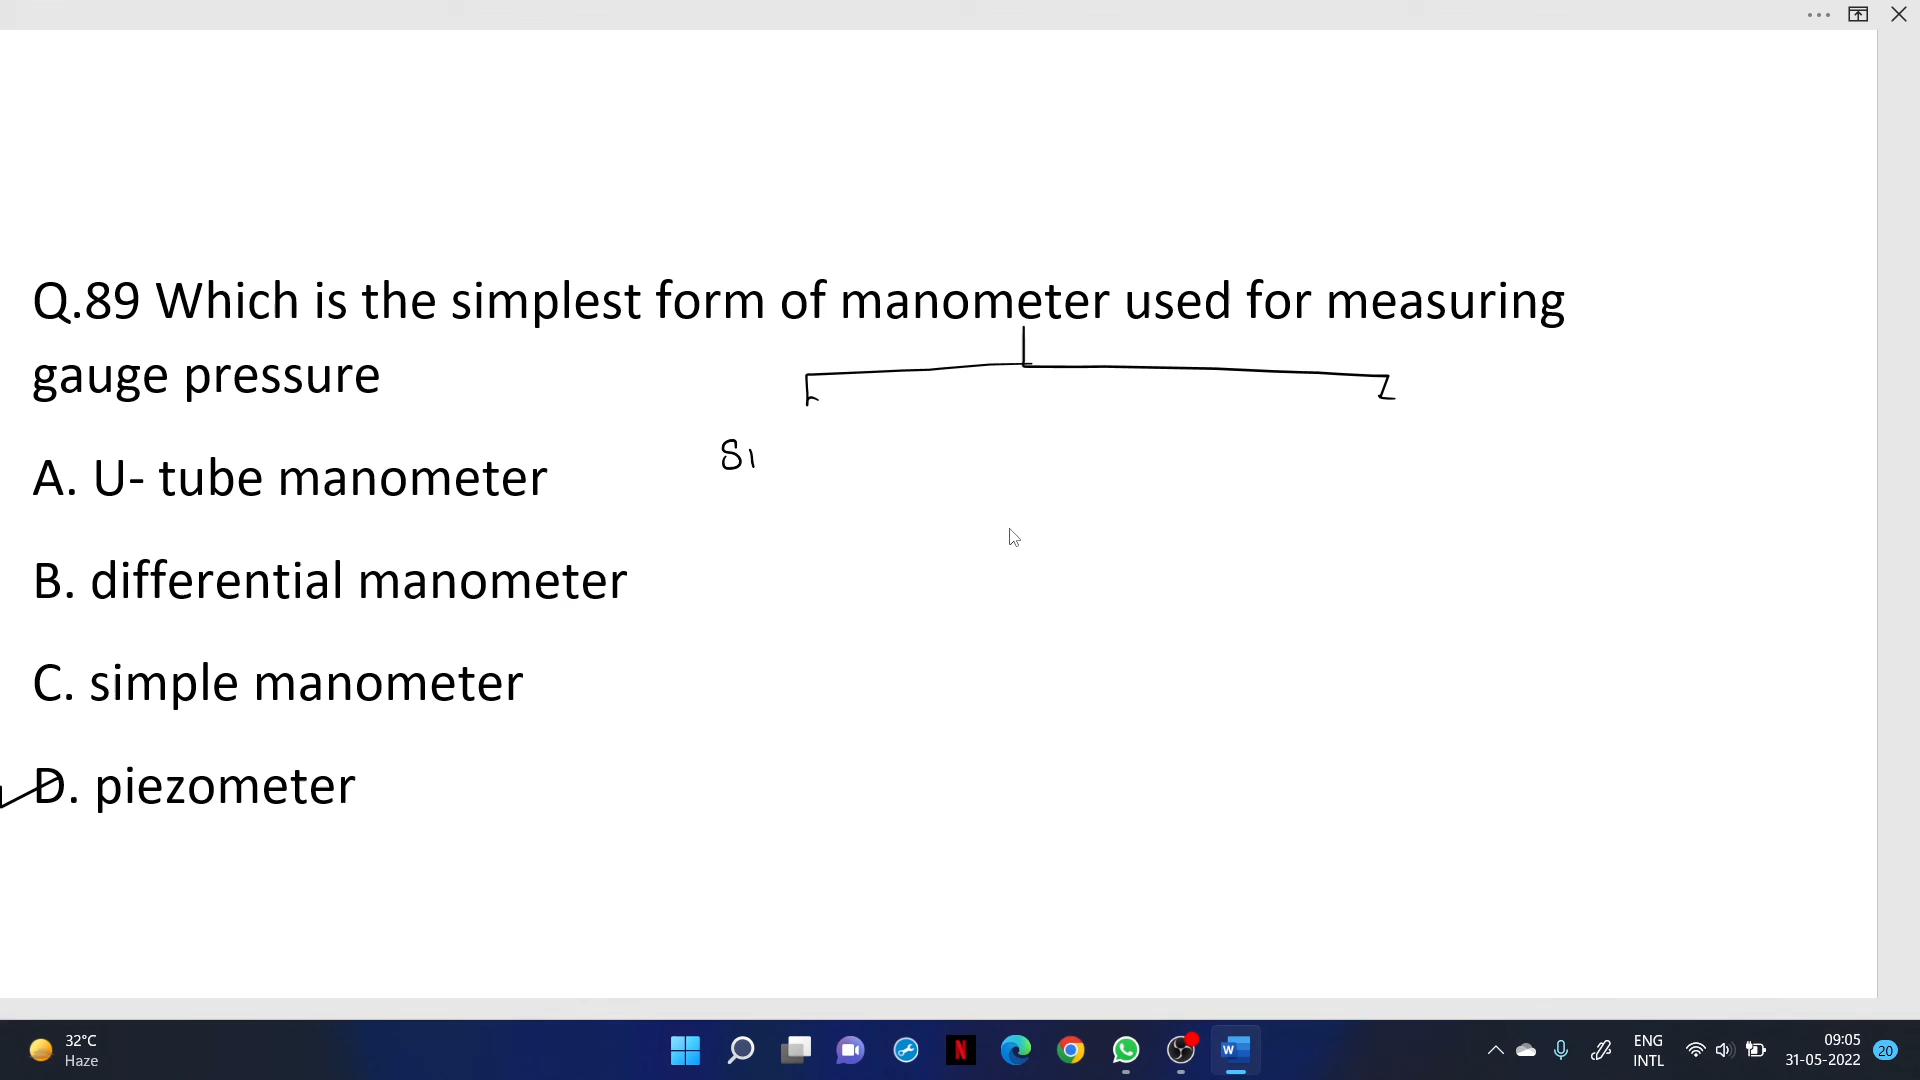 Q.89 Which is the simplest form of manometer used for measuring
gauge pressure
A. U- tube manometer
Si
B. differential manometer
C. simple manometer
D. piezometer
32°C
Haze
ENG
INTL
09:05
31-05-2022
20